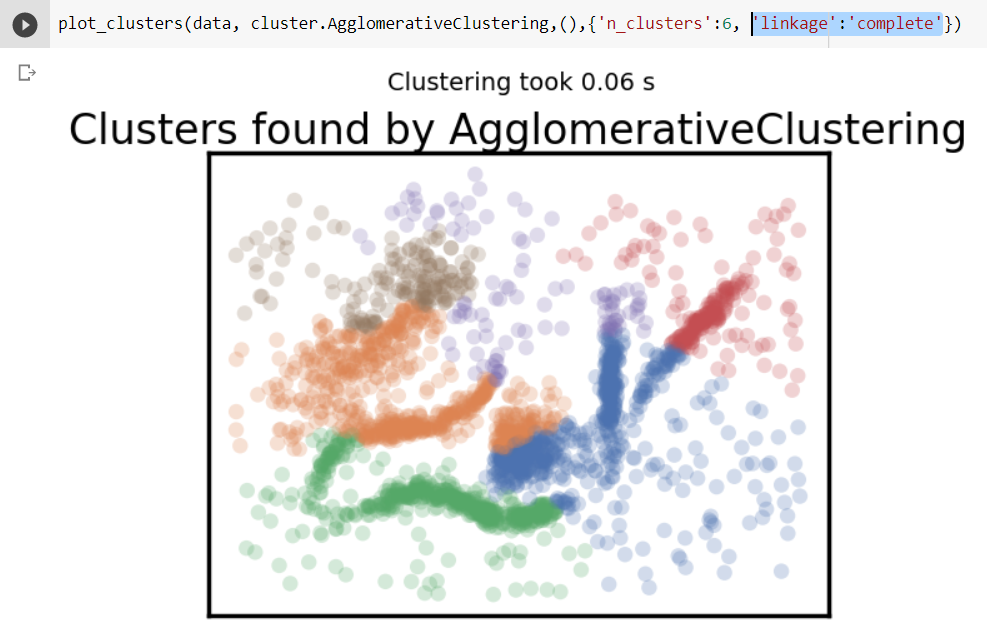 plot_clusters(data, cluster.AgglomerativeClustering,(),{'n_clusters':6, 'linkage':'complete'})
Clustering took 0.06 s
Clusters found by AgglomerativeClustering